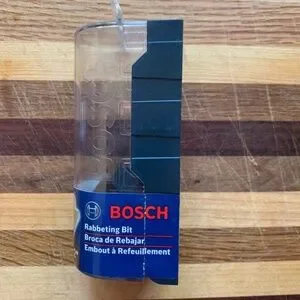 BOSCH
Rabbeting Bit
Broca de Rebajar
Embout à Refeuillement